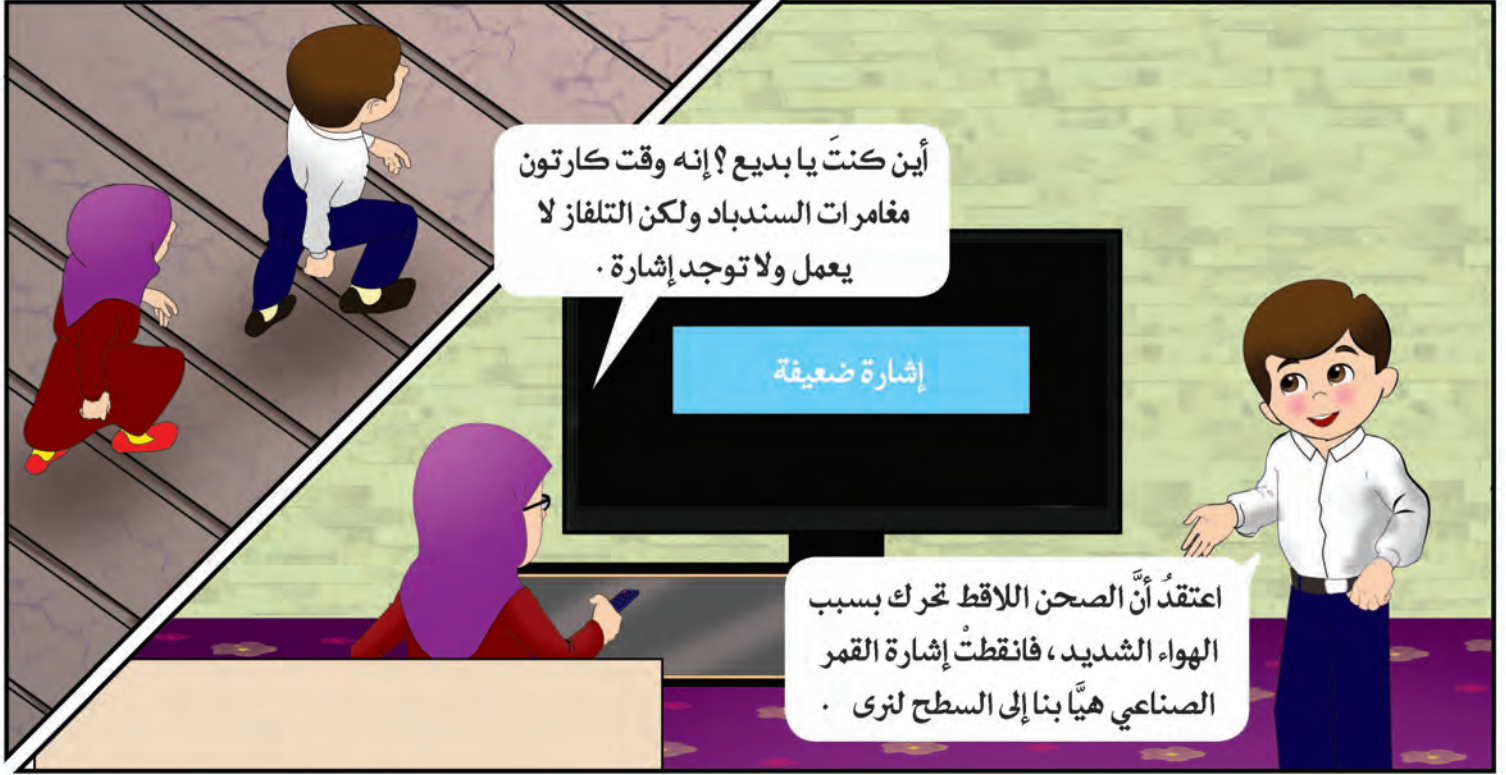 أين كنتَ يا بديع ؟ إنه وقت كارتون
مغامرات السندباد ولكن التلفاز لا
يعمل ولا توجد إشارة .
إشارة ضعيفة
اعتقدُ أنَّ الصحن اللاقط تحرك بسبب
الهواء الشديد ، فانقطتْ إشارة القمر
الصناعي هيَّا بنا إلى السطح لنرى .